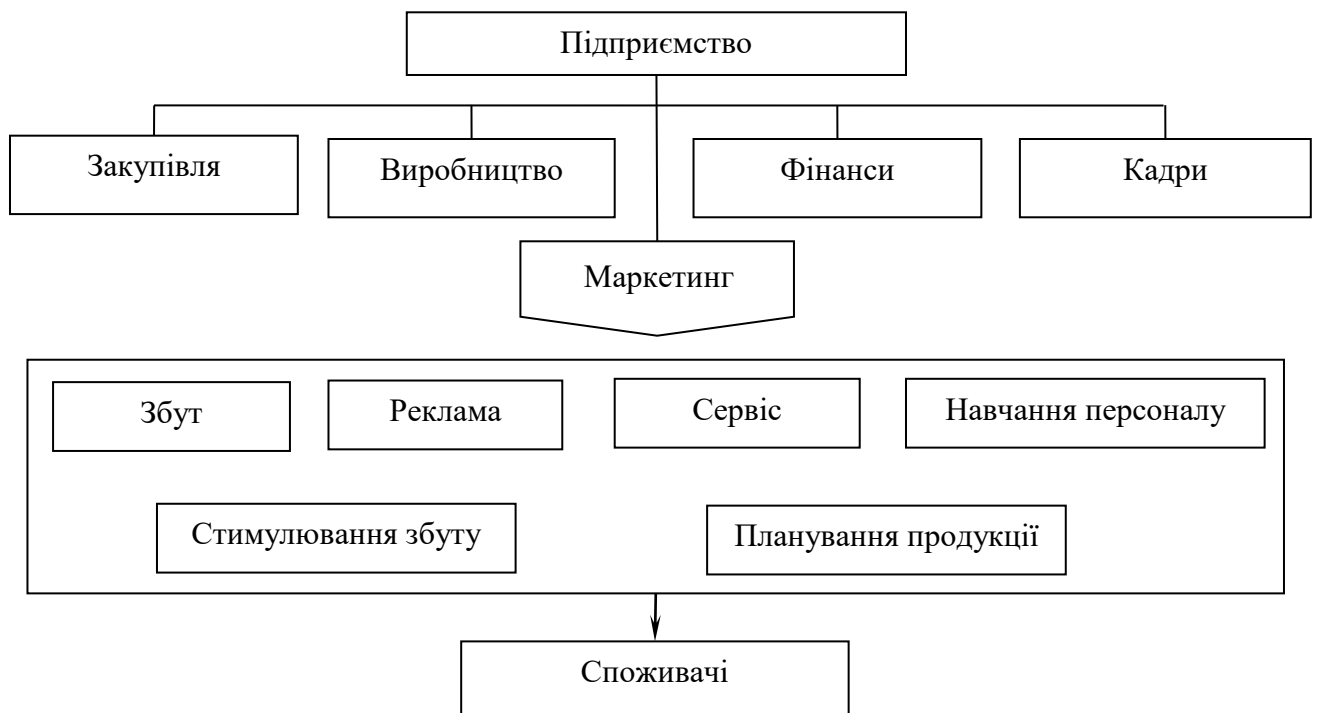 Підприємство
Закупівля
Виробництво
Фінанси
Кадри
Маркетинг
Збут
Реклама
Сервіс
Навчання персоналу
Стимулювання збуту
Планування продукції
Споживачі